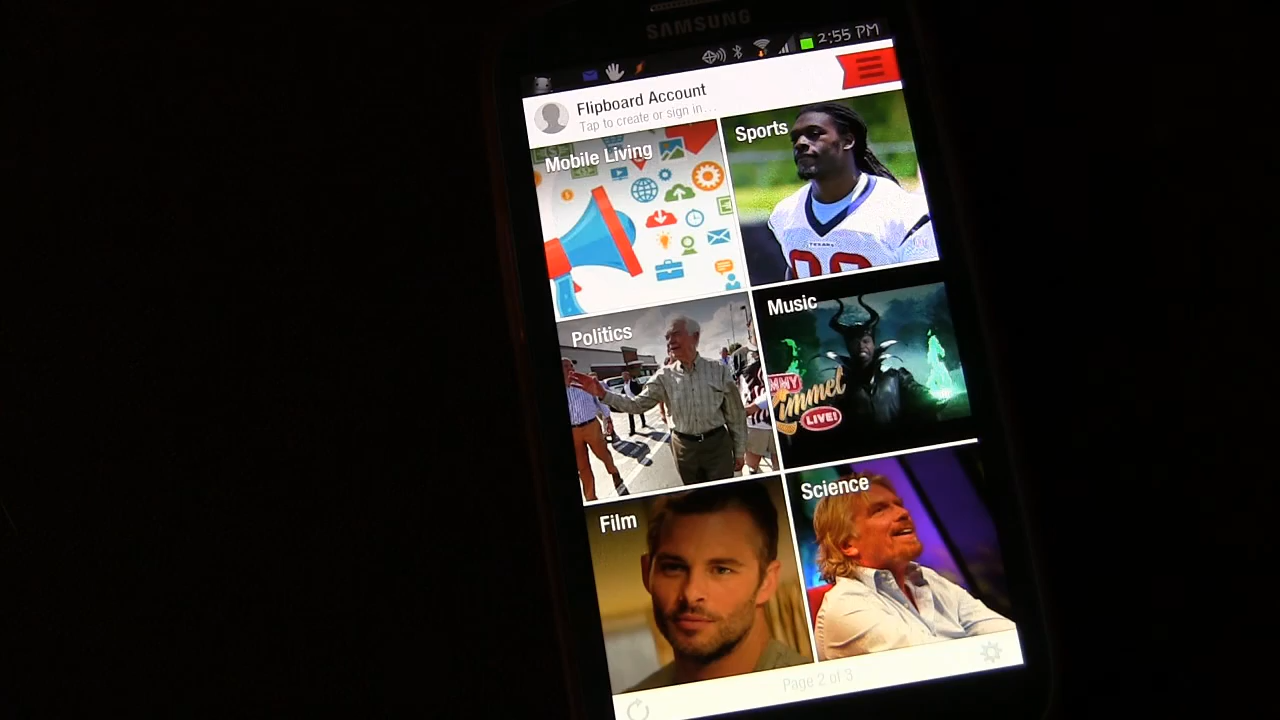 SAMSUNG
2:55 PM
Flipboard Account
Tap to create or sign in...
Mobile Living
Sports
TEXANS
Politics
Music
Kimmel
LIVE!
Film
Science
Page 2 of 3